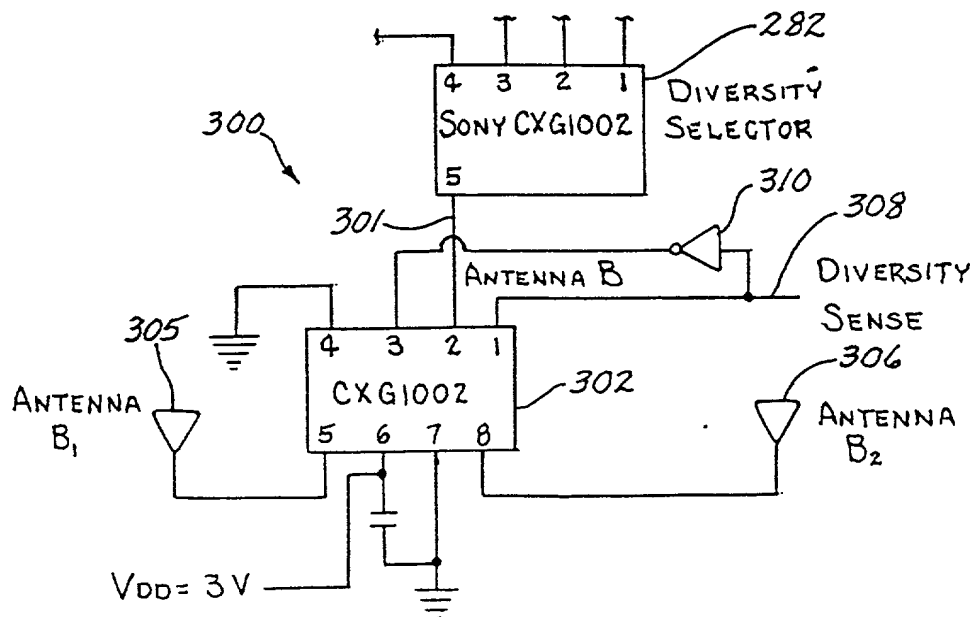 282
4 3 2 1
SONY CXG1002
DIVERSITY
SELECTOR
5
300
301
310
308
ANTENNA B
DIVERSITY
SENSE
305
306
4 3 2 1
CXG1002
302
5 6 7 8
ANTENNA
B1
ANTENNA
B2
VDD = 3V